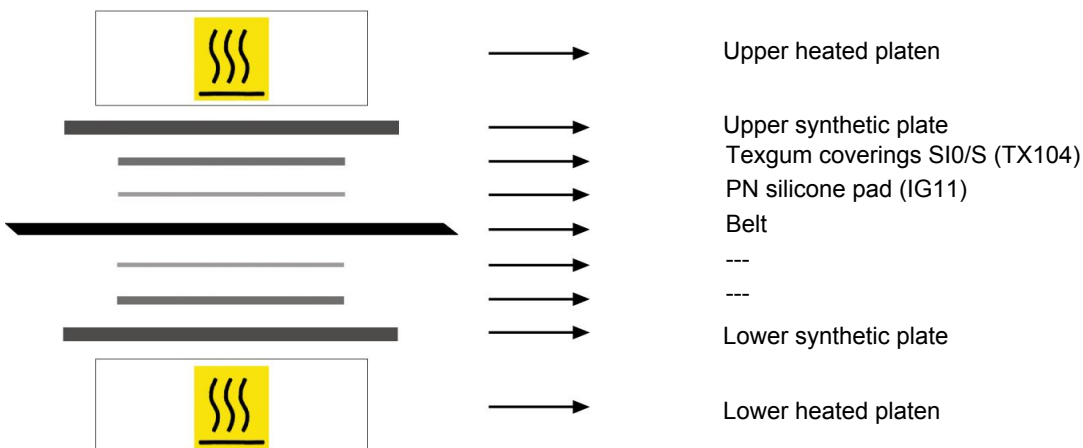 Upper heated platen
Upper synthetic plate
Texgum coverings SI0/S (TX104)
PN silicone pad (IG11)
Belt
---
---
Lower synthetic plate
Lower heated platen